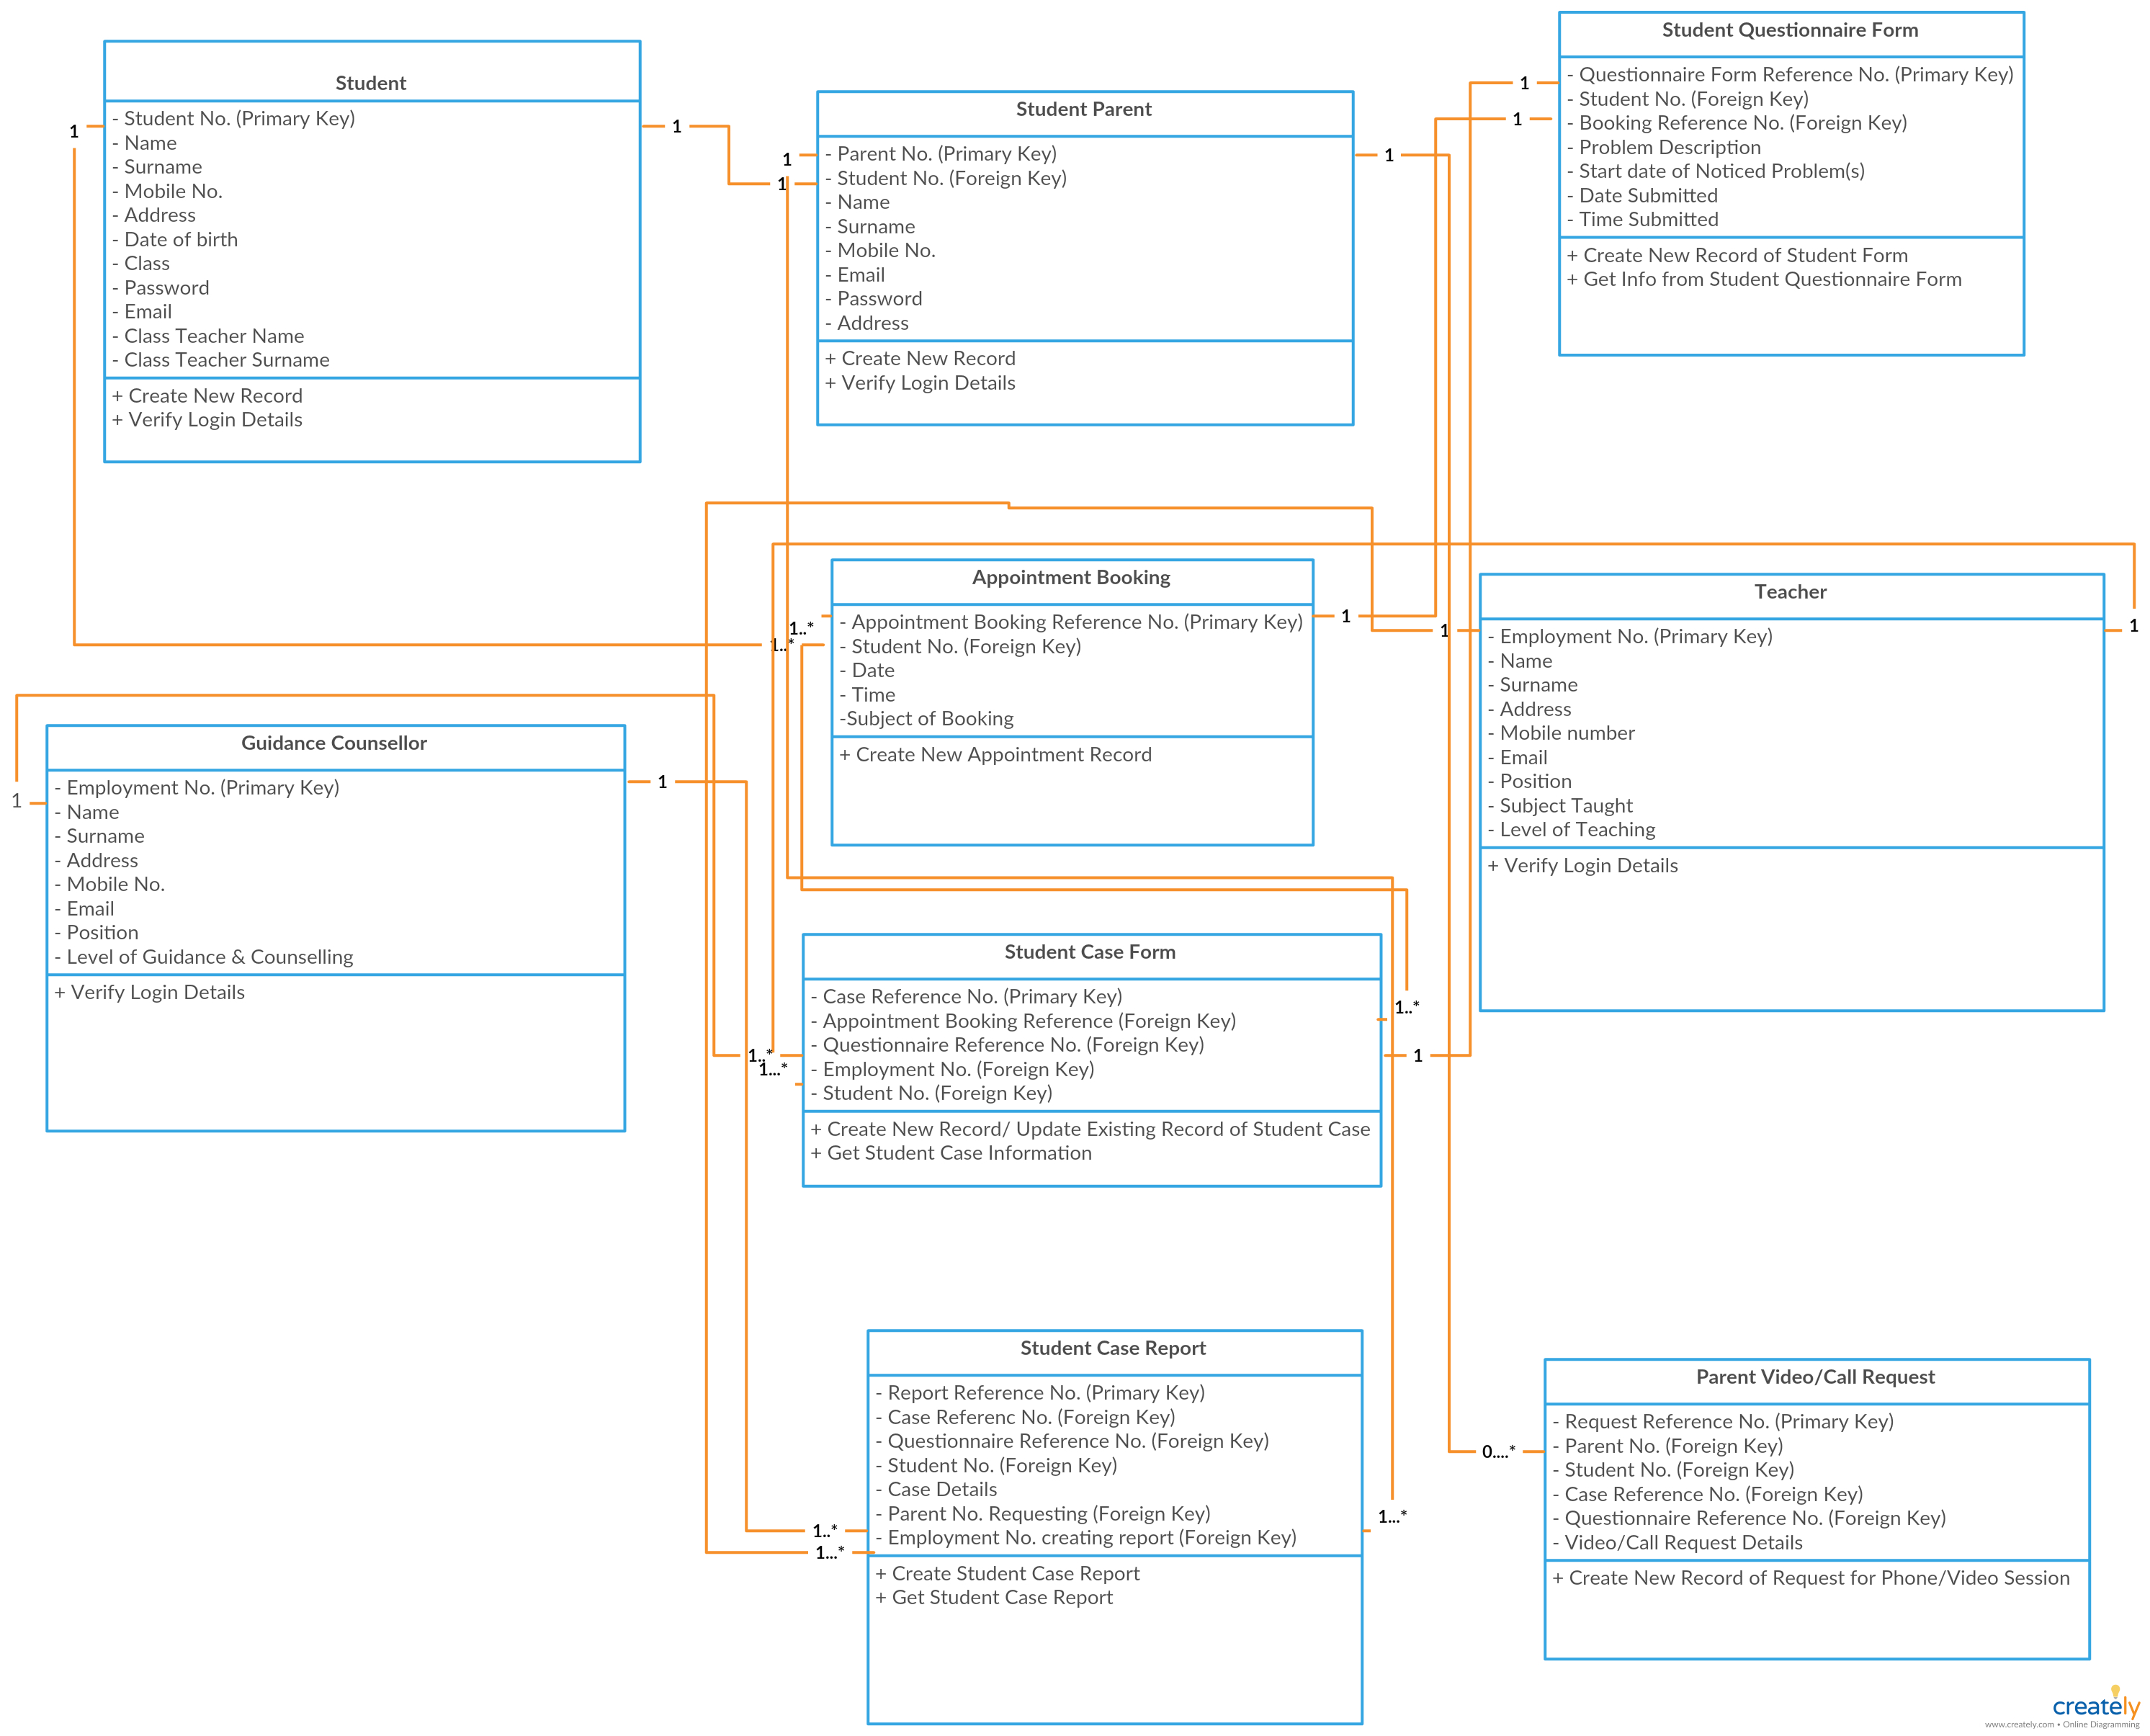 Student
- Student No. (Primary Key)
- Name
- Surname
- Mobile No.
- Address
- Date of birth
- Class
- Password
- Email
- Class Teacher Name
- Class Teacher Surname
+ Create New Record
+ Verify Login Details
1
1
Student Parent
- Parent No. (Primary Key)
- Student No. (Foreign Key)
- Name
- Surname
- Mobile No.
- Email
- Password
- Address
+ Create New Record
+ Verify Login Details
1
1
1
Student Questionnaire Form
- Questionnaire Form Reference No. (Primary Key)
- Student No. (Foreign Key)
- Booking Reference No. (Foreign Key)
- Problem Description
- Start date of Noticed Problem(s)
- Date Submitted
- Time Submitted
+ Create New Record of Student Form
+ Get Info from Student Questionnaire Form
1
1
Appointment Booking
- Appointment Booking Reference No. (Primary Key)
- Student No. (Foreign Key)
- Date
- Time
-Subject of Booking
+ Create New Appointment Record
1..*
1..*
1
Teacher
- Employment No. (Primary Key)
- Name
- Surname
- Address
- Mobile number
- Email
- Position
- Subject Taught
- Level of Teaching
+ Verify Login Details
1
1
Guidance Counsellor
- Employment No. (Primary Key)
- Name
- Surname
- Address
- Mobile No.
- Email
- Position
- Level of Guidance & Counselling
+ Verify Login Details
1
1
Student Case Form
- Case Reference No. (Primary Key)
- Appointment Booking Reference (Foreign Key)
- Questionnaire Reference No. (Foreign Key)
- Employment No. (Foreign Key)
- Student No. (Foreign Key)
+ Create New Record/ Update Existing Record of Student Case
+ Get Student Case Information
1..*
1...*
1..*
1
Student Case Report
- Report Reference No. (Primary Key)
- Case Referenc No. (Foreign Key)
- Questionnaire Reference No. (Foreign Key)
- Student No. (Foreign Key)
- Case Details
- Parent No. Requesting (Foreign Key)
- Employment No. creating report (Foreign Key)
+ Create Student Case Report
+ Get Student Case Report
1..*
1...*
1...*
Parent Video/Call Request
- Request Reference No. (Primary Key)
- Parent No. (Foreign Key)
- Student No. (Foreign Key)
- Case Reference No. (Foreign Key)
- Questionnaire Reference No. (Foreign Key)
- Video/Call Request Details
+ Create New Record of Request for Phone/Video Session
0....*
creately
www.creately.com • Online Diagramming